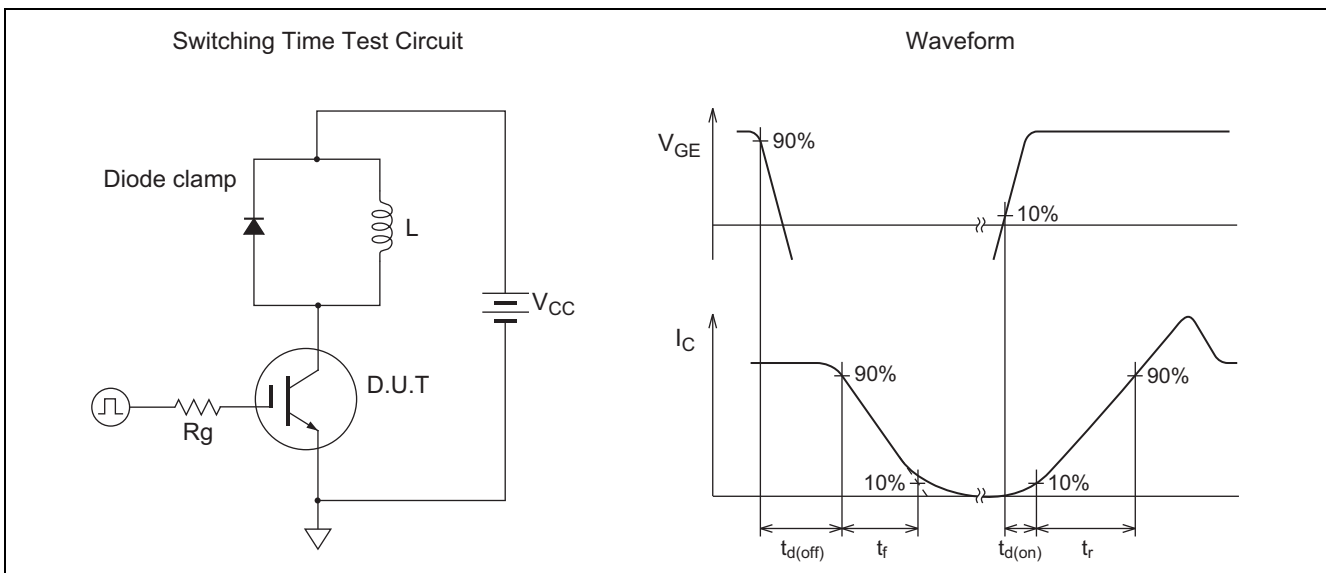 Switching Time Test Circuit
Diode clamp
L
V_CC
D.U.T
Rg
Waveform
V_GE
90%
10%
I_C
90%
90%
10%
10%
t_d(off)
t_f
t_d(on)
t_r